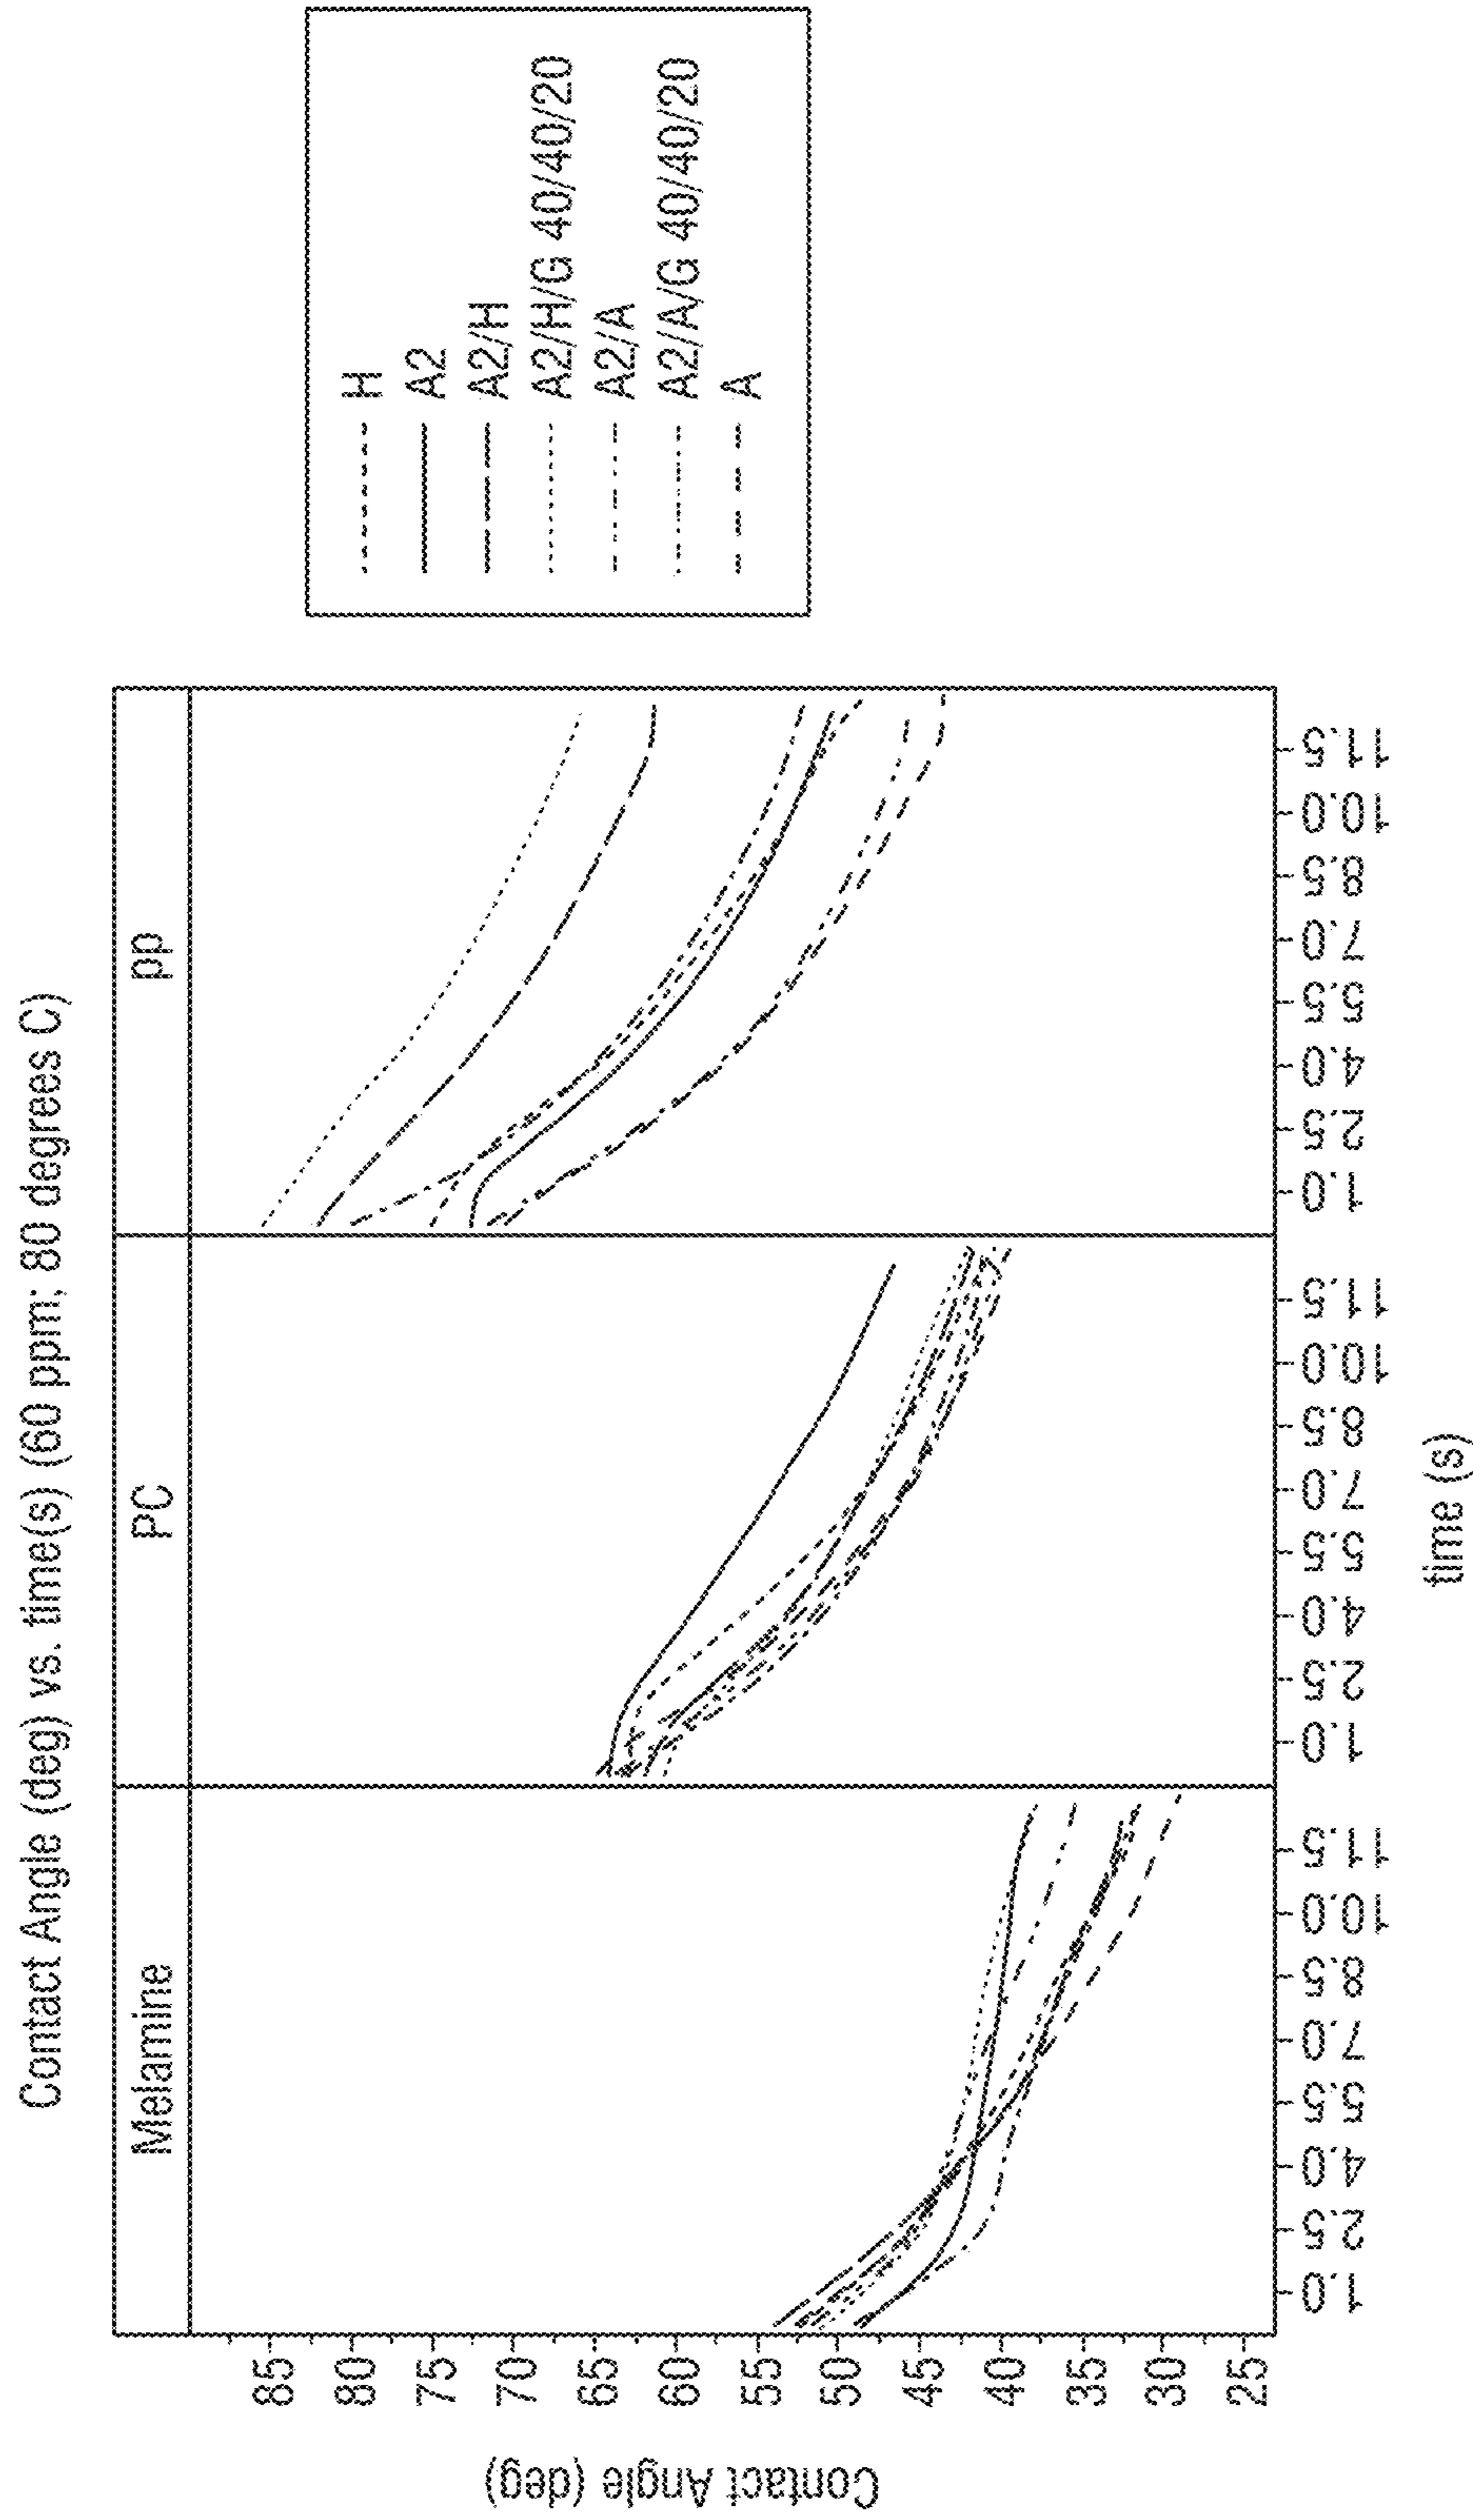 Contact Angle (deg) vs. time(s) (60 ppm; 80 degrees C)
Melamine
PC
pp
Contact Angle (deg)
85
80
75
70
65
60
55
50
45
40
35
30
25
1.0 2.5 4.0 5.5 7.0 8.5 10.0 11.5
1.0 2.5 4.0 5.5 7.0 8.5 10.0 11.5
1.0 2.5 4.0 5.5 7.0 8.5 10.0 11.5
time (s)
H
A2
A2/H
A2/H/G 40/40/20
A2/A
A2/A/G 40/40/20
A